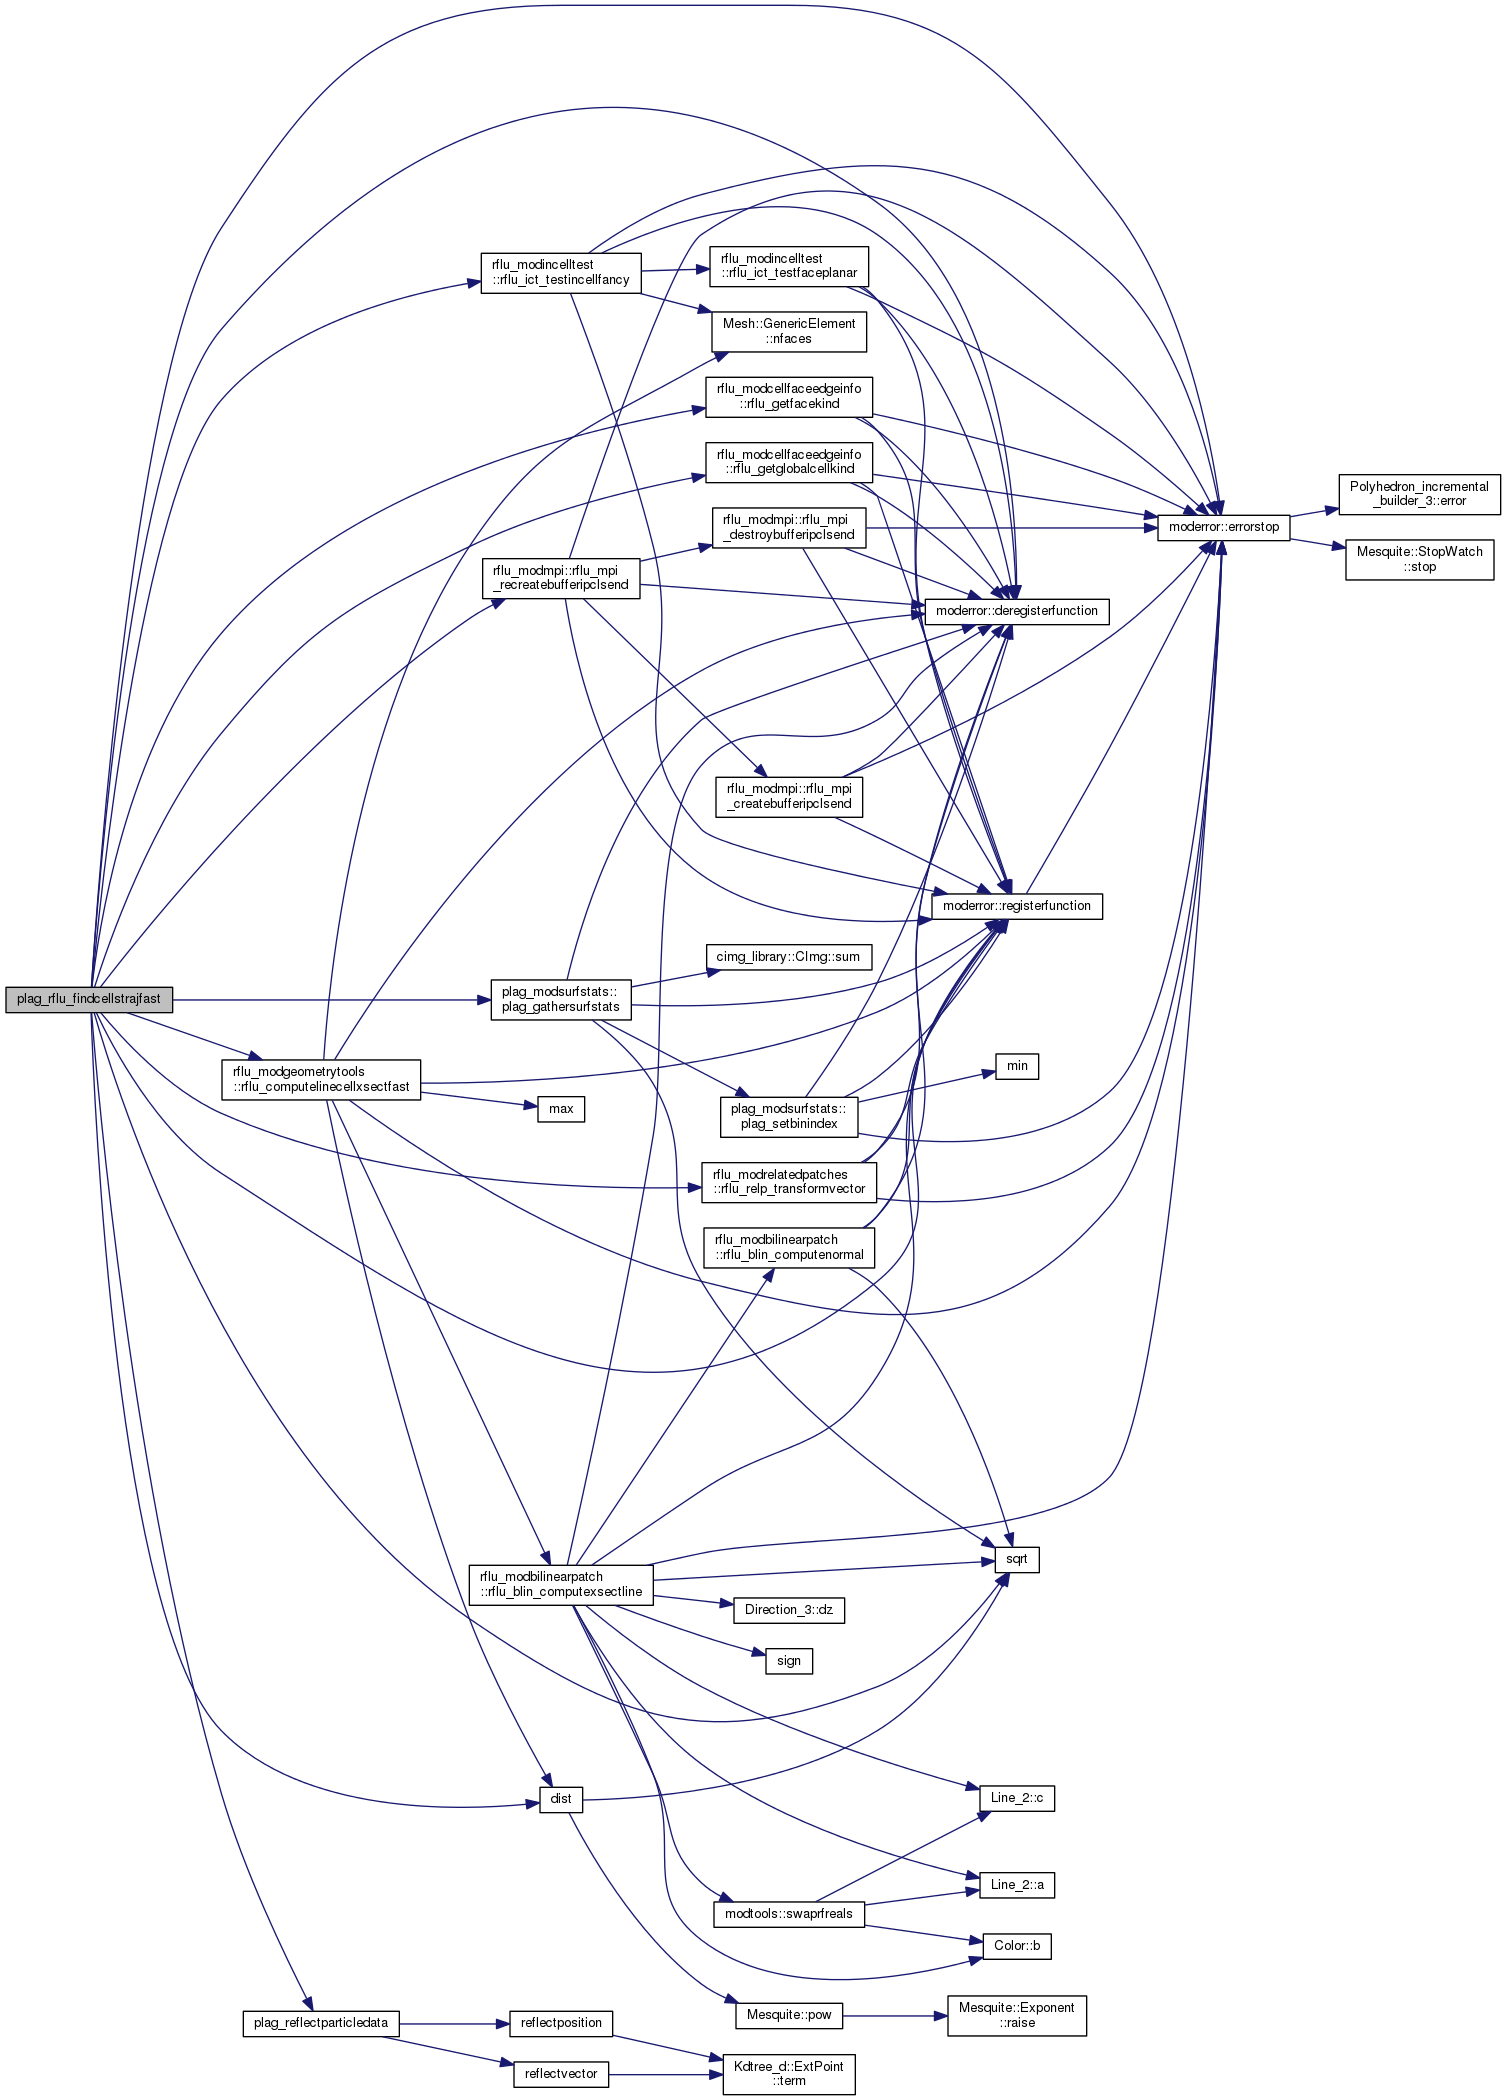 rflu_modincelltest
::rflu_ict_testincellfancy
rflu_modincelltest
::rflu_ict_testfaceplanar
Mesh::GenericElement
::nfaces
rflu_modcellfaceedgeinfo
::rflu_getfacekind
rflu_modcellfaceedgeinfo
::rflu_getglobalcellkind
Polyhedron_incremental
_builder_3::error
moderror::errorstop
rflu_modmpi::rflu_mpi
_destroybufferipclsend
Mesquite::StopWatch
::stop
rflu_modmpi::rflu_mpi
_recreatebufferipclsend
moderror::deregisterfunction
rflu_modmpi::rflu_mpi
_createbufferipclsend
moderror::registerfunction
cimg_library::CImg::sum
plag_rflu_findcellstrajfast
plag_modsurfstats::
plag_gathersurfstats
min
rflu_modgeometrytools
::rflu_computelinecellxsectfast
max
plag_modsurfstats::
plag_setbinindex
rflu_modrelatedpatches
::rflu_relp_transformvector
rflu_modbilinearpatch
::rflu_blin_computenormal
sqrt
rflu_modbilinearpatch
::rflu_blin_computexsectline
Direction_3::dz
sign
dist
Line_2::c
Line_2::a
modtools::swaprfreals
Color::b
Mesquite::pow
Mesquite::Exponent
::raise
plag_reflectparticledata
reflectposition
reflectvector
Kdtree_d::ExtPoint
::term